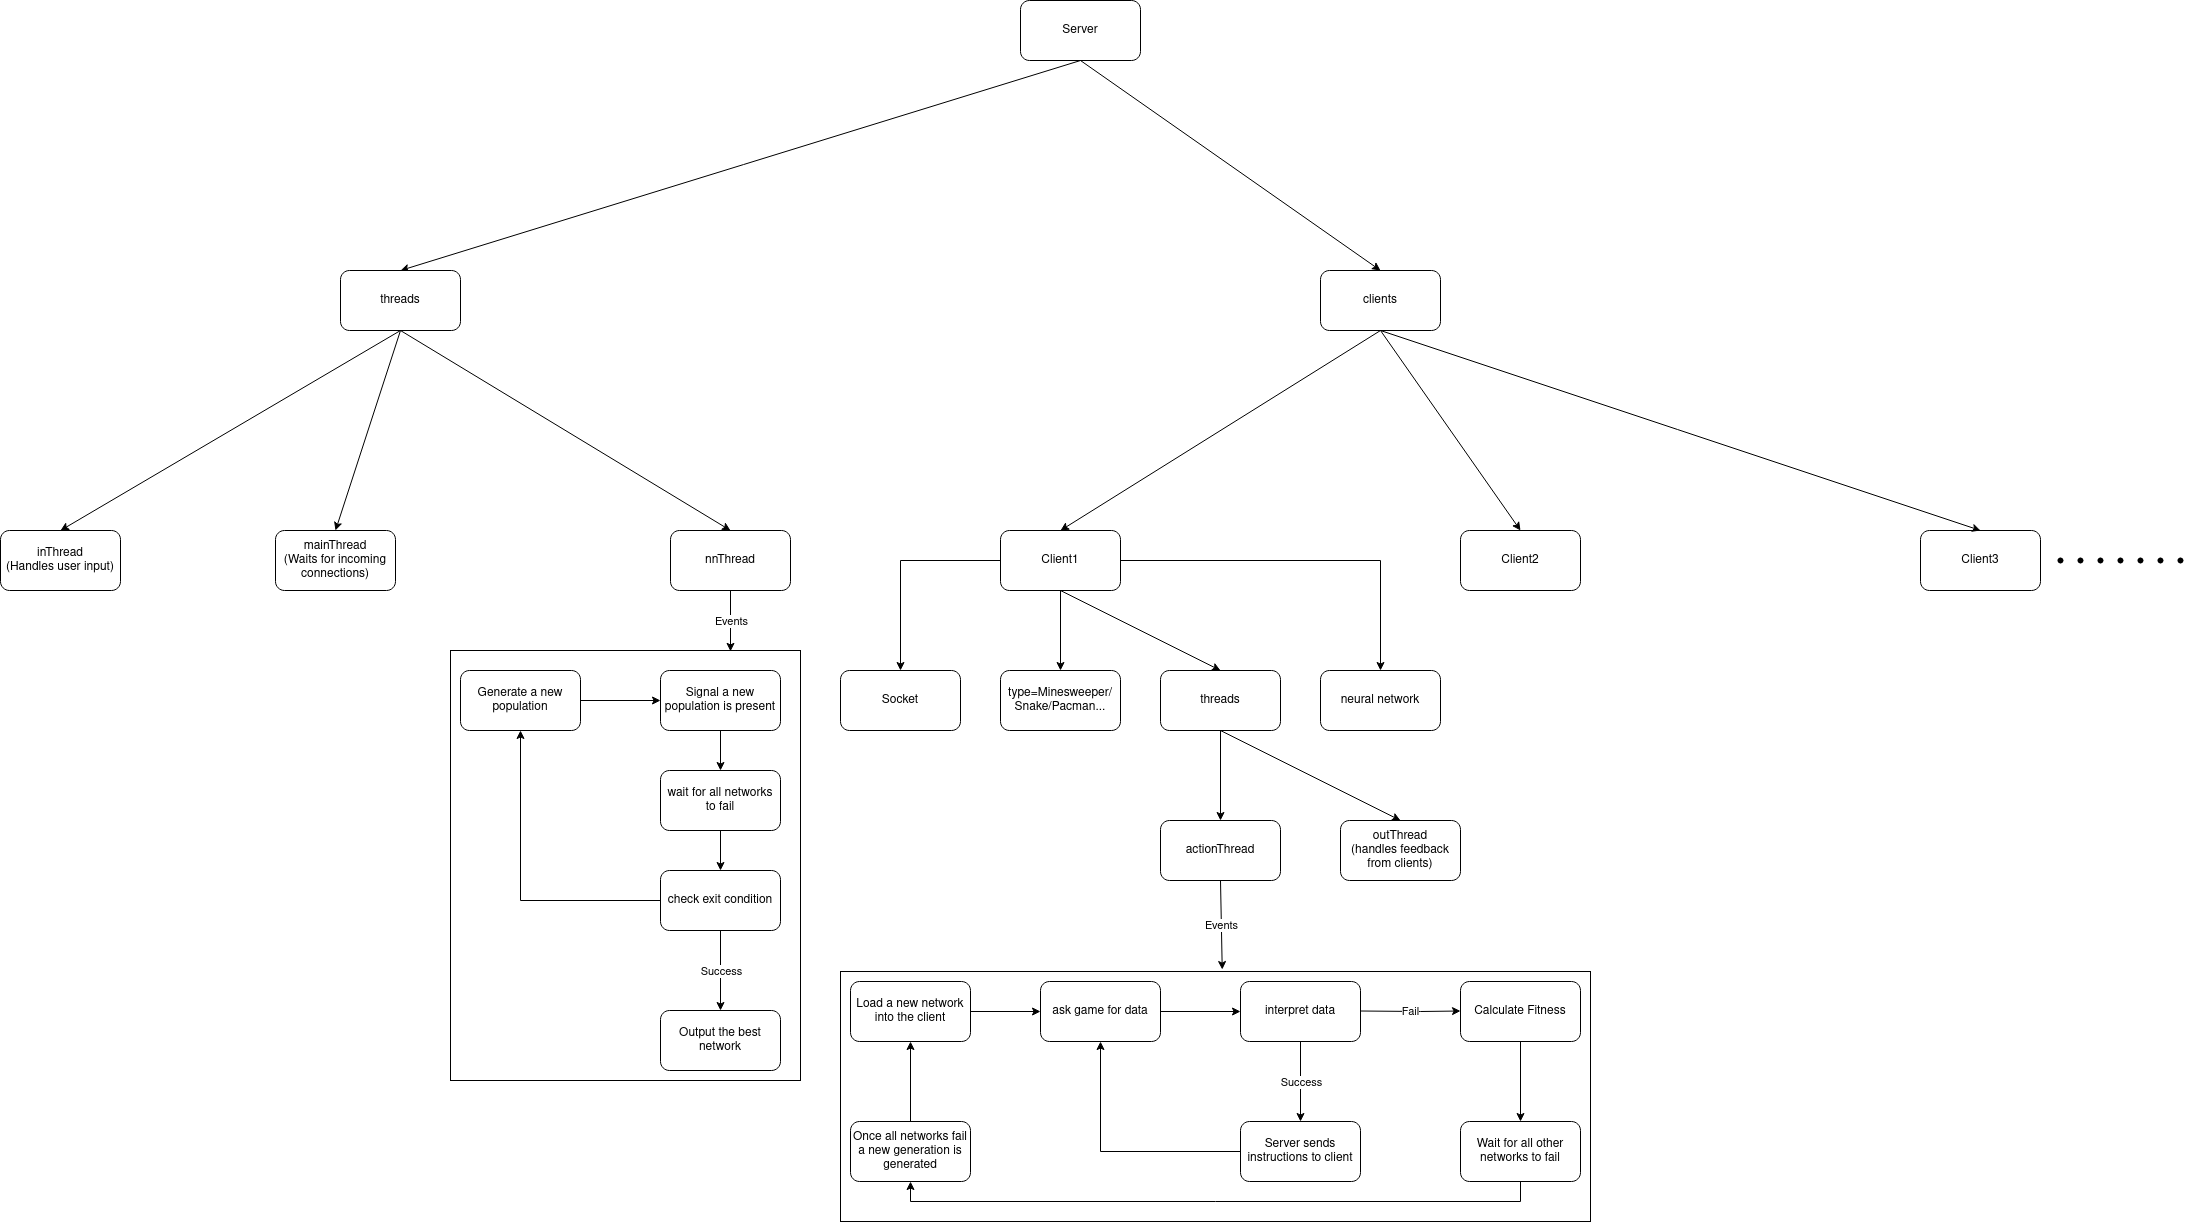 Server
threads
clients
inThread
(Handles user input)
mainThread
(Waits for incoming
connections)
nnThread
Client1
Client2
Client3
Events
Generate a new
population
Signal a new
population is present
wait for all networks
to fail
check exit condition
Success
Output the best
network
Socket
type=Minesweeper/
Snake/Pacman...
threads
neural network
actionThread
outThread
(handles feedback
from clients)
Events
Load a new network
into the client
ask game for data
interpret data
Fail
Calculate Fitness
Success
Once all networks fail
a new generation is
generated
Server sends
instructions to client
Wait for all other
networks to fail